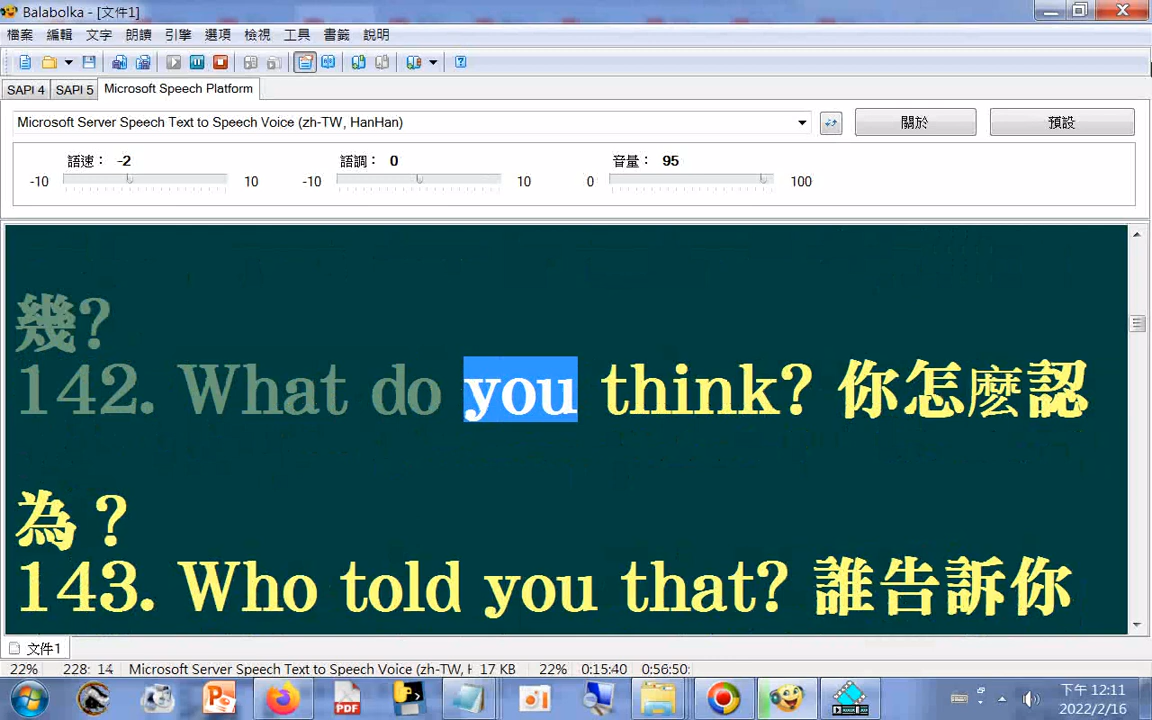 Balabolka - [文件1]
檔案 編輯 文字 朗讀 引擎 選項 檢視 工具 書籤 說明
SAPI 4 SAPI 5 Microsoft Speech Platform
Microsoft Server Speech Text to Speech Voice (zh-TW, HanHan) 關於 預設
語速： -2 語調： 0 音量： 95
-10 10 -10 10 0 100
幾?
142. What do you think? 你怎麼認
為？
143. Who told you that? 誰告訴你
文件1
22% 228: 14 Microsoft Server Speech Text to Speech Voice (zh-TW, H 17 KB 22% 0:15:40 0:56:50:
PDF 下午 12:11
2022/2/16